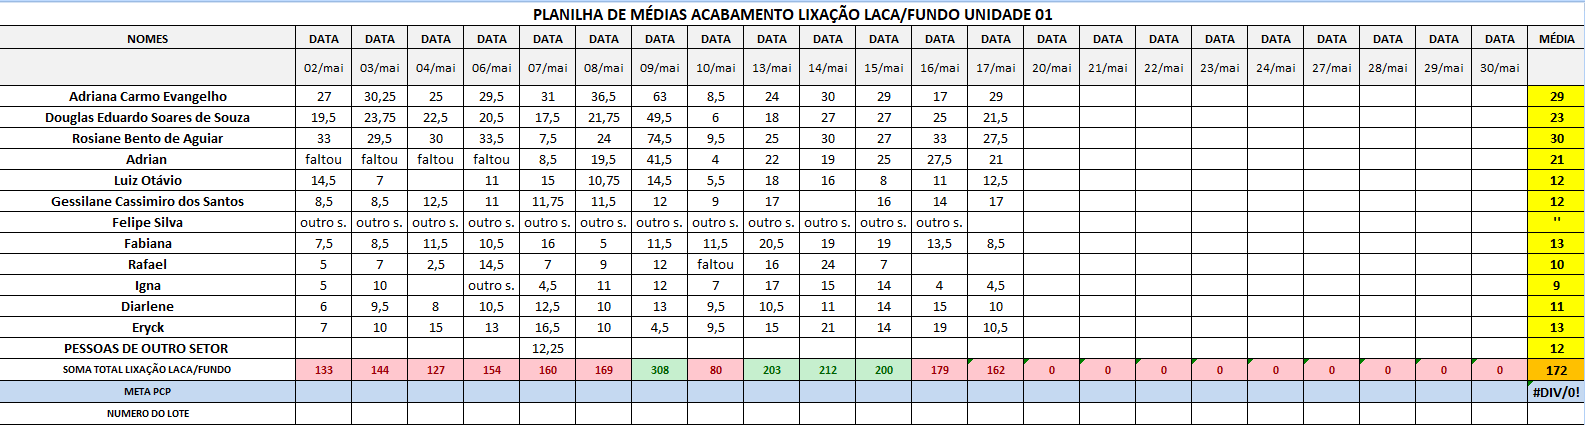 PLANILHA DE MÉDIAS ACABAMENTO LIXAÇÃO LACA/FUNDO UNIDADE 01
NOMES DATA DATA DATA DATA DATA DATA DATA DATA DATA DATA DATA DATA DATA DATA DATA DATA DATA DATA DATA DATA DATA DATA MÉDIA
02/mai 03/mai 04/mai 06/mai 07/mai 08/mai 09/mai 10/mai 13/mai 14/mai 15/mai 16/mai 17/mai 20/mai 21/mai 22/mai 23/mai 24/mai 27/mai 28/mai 29/mai 30/mai
Adriana Carmo Evangelho 27 30,25 25 29,5 31 36,5 63 8,5 24 30 29 17 29 29
Douglas Eduardo Soares de Souza 19,5 23,75 22,5 20,5 17,5 21,75 49,5 6 18 27 27 25 21,5 23
Rosiane Bento de Aguiar 33 29,5 30 33,5 7,5 24 74,5 9,5 25 30 27 33 27,5 30
Adrian faltou faltou faltou faltou 8,5 19,5 41,5 4 22 19 25 27,5 21 21
Luiz Otávio 14,5 7 11 15 10,75 14,5 5,5 18 16 8 11 12,5 12
Gessilane Cassimiro dos Santos 8,5 8,5 12,5 11 11,75 11,5 12 9 17 16 14 17 12
Felipe Silva outro s. outro s. outro s. outro s. outro s. outro s. outro s. outro s. outro s. outro s. outro s. outro s. ''
Fabiana 7,5 8,5 11,5 10,5 16 5 11,5 11,5 20,5 19 19 13,5 8,5 13
Rafael 5 7 2,5 14,5 7 9 12 faltou 16 24 7 10
Igna 5 10 outro s. 4,5 11 12 7 17 15 14 4 4,5 9
Diarlene 6 9,5 8 10,5 12,5 10 13 9,5 10,5 11 14 15 10 11
Eryck 7 10 15 13 16,5 10 4,5 9,5 15 21 14 19 10,5 13
PESSOAS DE OUTRO SETOR 12,25 12
SOMA TOTAL LIXAÇÃO LACA/FUNDO 133 144 127 154 160 169 308 80 203 212 200 179 162 0 0 0 0 0 0 0 0 0 172
META PCP #DIV/0!
NUMERO DO LOTE